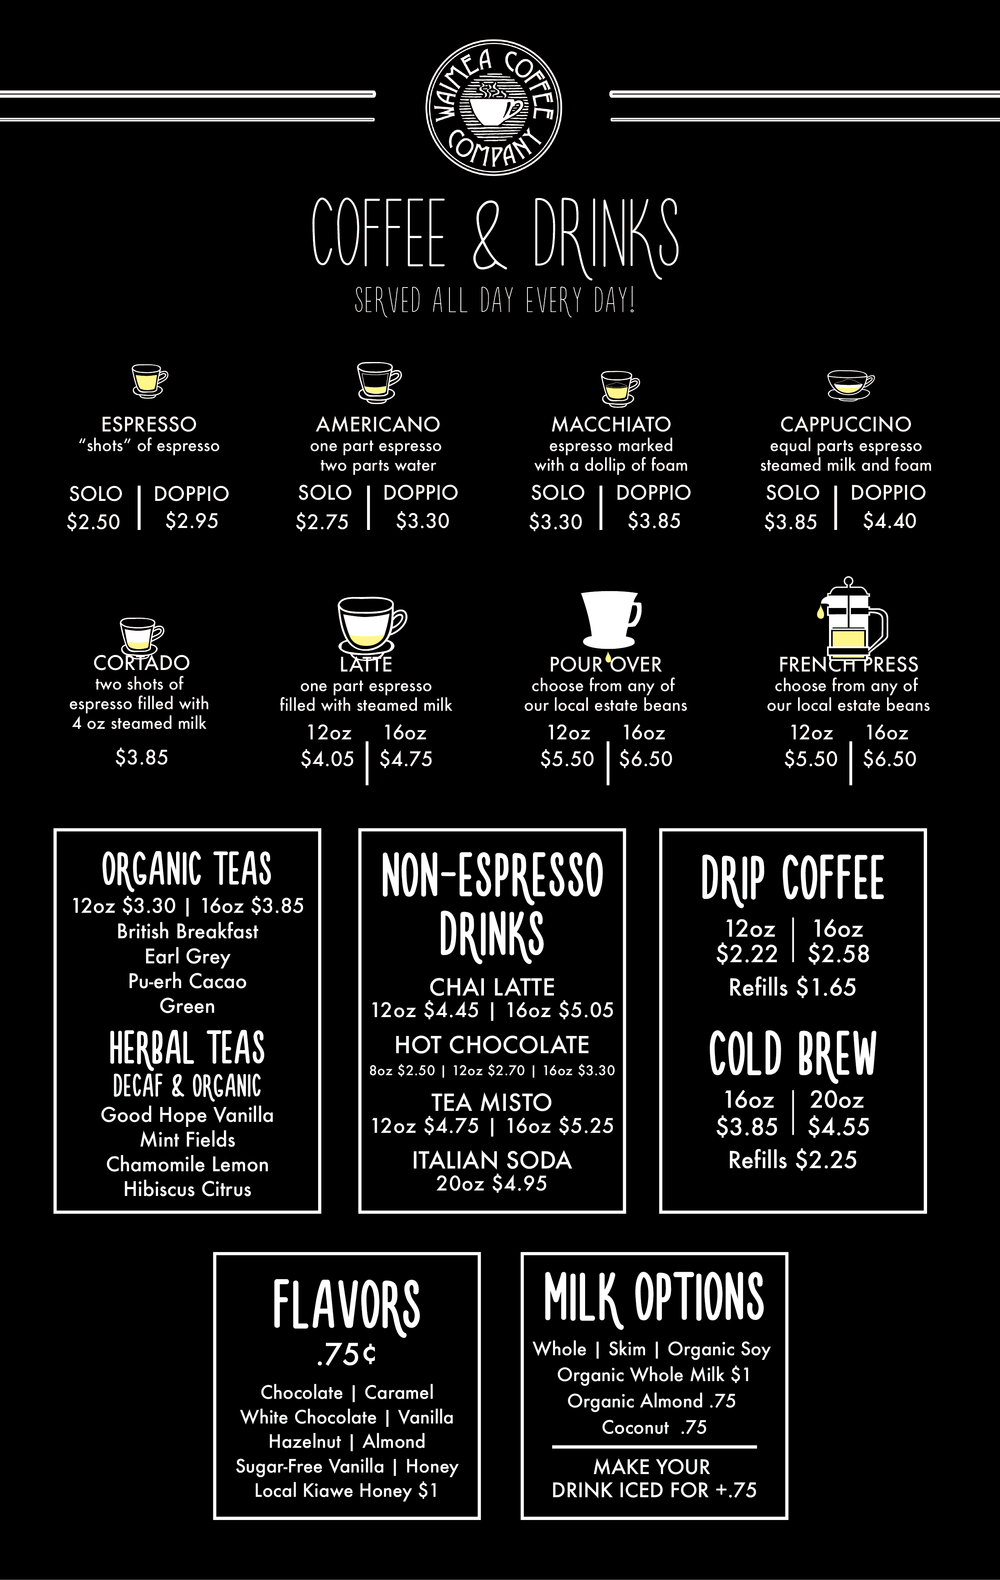 WAIMEA COFFEE
COMPANY
COFFEE & DRINKS
SERVED ALL DAY EVERY DAY!
ESPRESSO
"shots" of espresso
SOLO | DOPPIO
$2.50 | $2.95
AMERICANO
one part espresso
two parts water
SOLO | DOPPIO
$2.75 | $3.30
MACCHIATO
espresso marked
with a dollip of foam
SOLO | DOPPIO
$3.30 | $3.85
CAPPUCCINO
equal parts espresso
steamed milk and foam
SOLO | DOPPIO
$3.85 | $4.40
CORTADO
two shots of
espresso filled with
4 oz steamed milk
$3.85
LATTE
one part espresso
filled with steamed milk
12oz 16oz
$4.05 | $4.75
POUR OVER
choose from any of
our local estate beans
12oz 16oz
$5.50 | $6.50
FRENCH PRESS
choose from any of
our local estate beans
12oz 16oz
$5.50 | $6.50
ORGANIC TEAS
12oz $3.30 | 16oz $3.85
British Breakfast
Earl Grey
Pu-erh Cacao
Green
HERBAL TEAS
DECAF & ORGANIC
Good Hope Vanilla
Mint Fields
Chamomile Lemon
Hibiscus Citrus
NON-ESPRESSO
DRINKS
CHAI LATTE
12oz $4.45 | 16oz $5.05
HOT CHOCOLATE
8oz $2.50 | 12oz $2.70 | 16oz $3.30
TEA MISTO
12oz $4.75 | 16oz $5.25
ITALIAN SODA
20oz $4.95
DRIP COFFEE
12oz | 16oz
$2.22 | $2.58
Refills $1.65
COLD BREW
16oz | 20oz
$3.85 | $4.55
Refills $2.25
FLAVORS
.75¢
Chocolate | Caramel
White Chocolate | Vanilla
Hazelnut | Almond
Sugar-Free Vanilla | Honey
Local Kiawe Honey $1
MILK OPTIONS
Whole | Skim | Organic Soy
Organic Whole Milk $1
Organic Almond .75
Coconut .75
MAKE YOUR
DRINK ICED FOR +.75